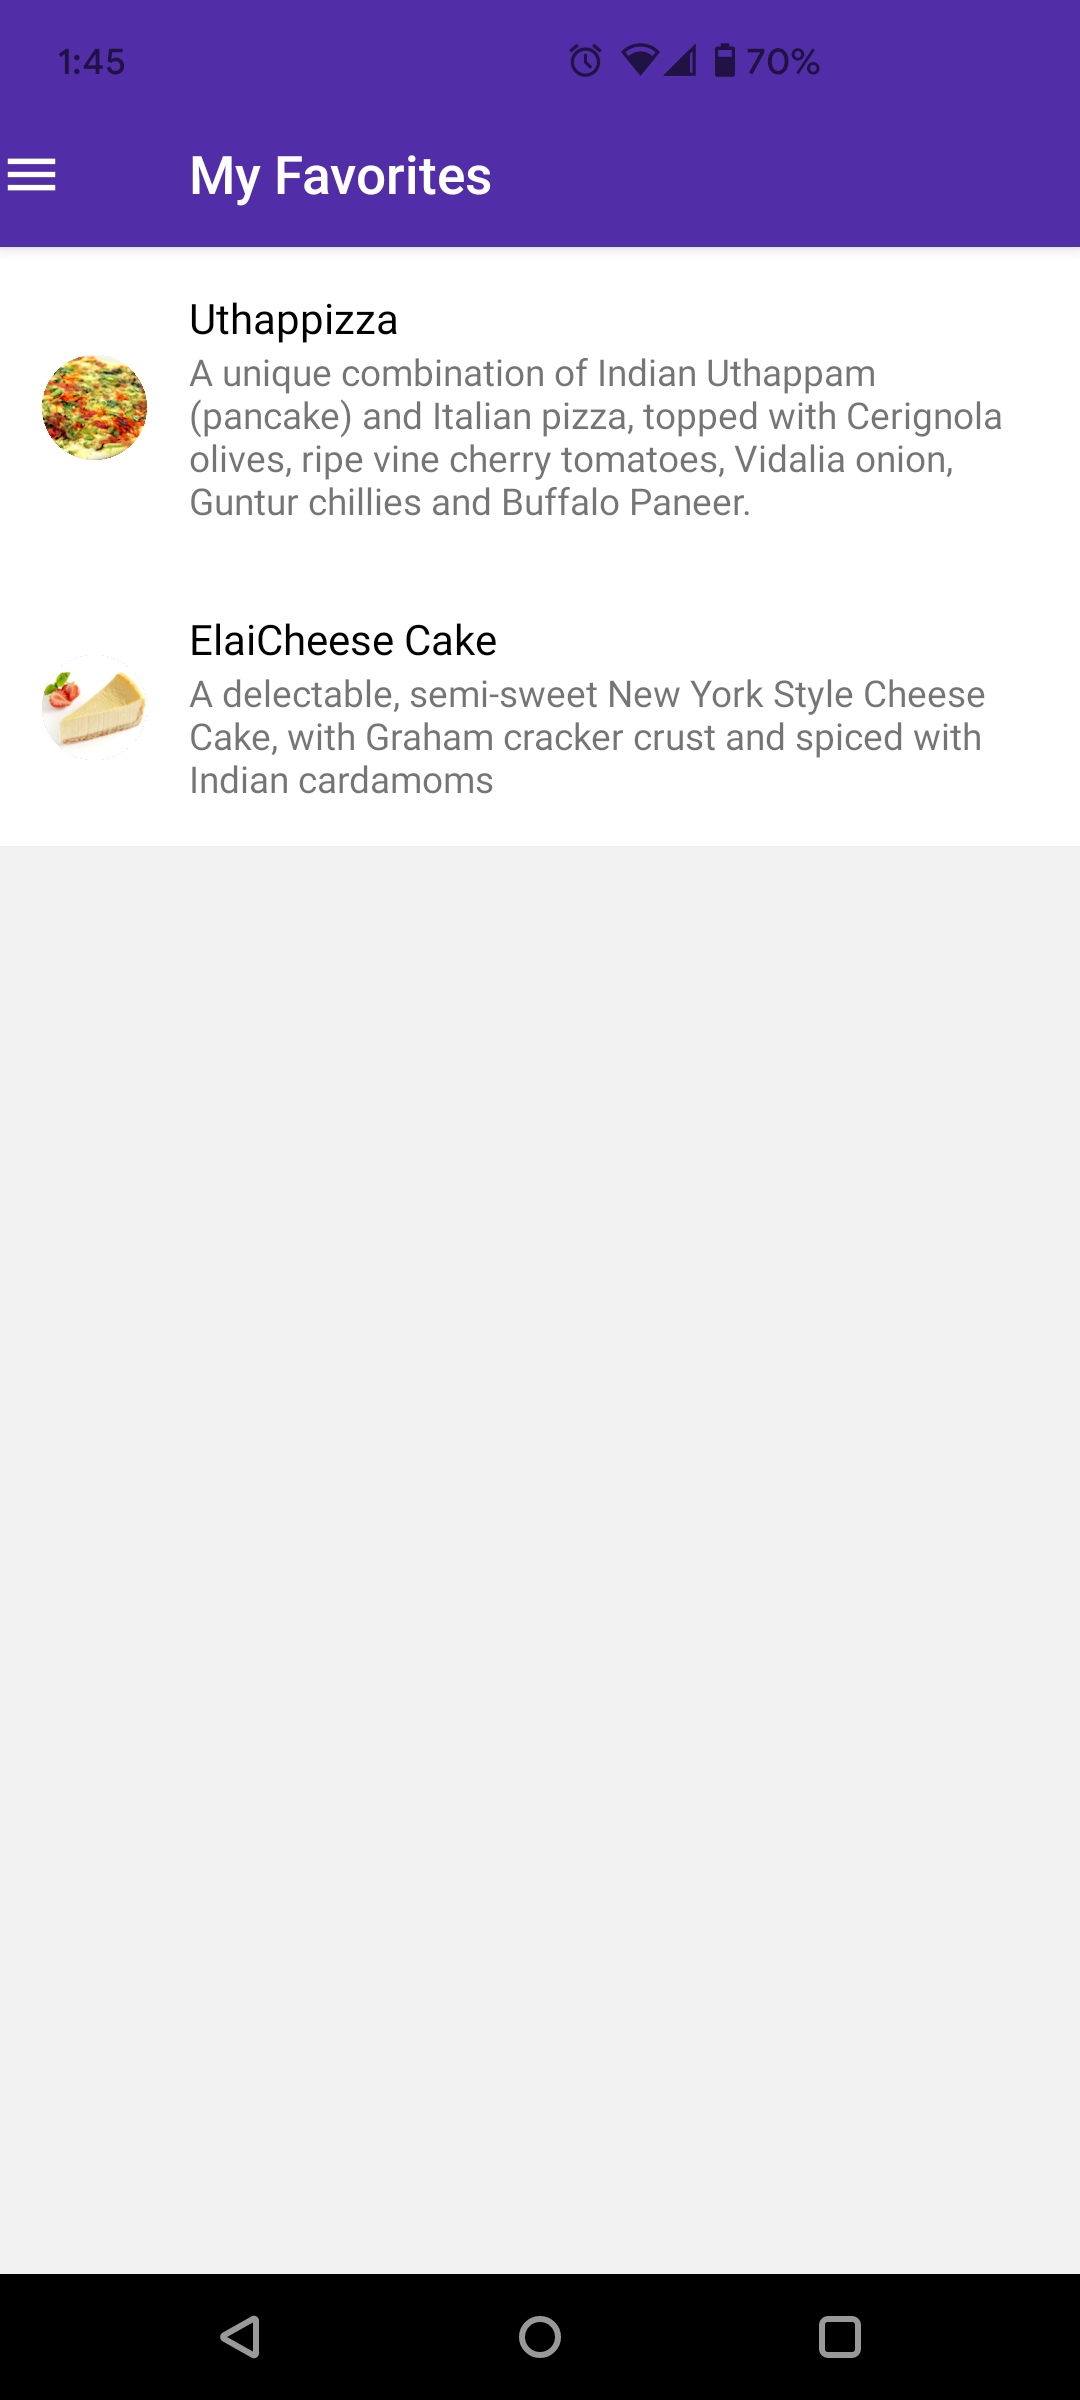 1:45
70%
My Favorites
Uthappizza
A unique combination of Indian Uthappam
(pancake) and Italian pizza, topped with Cerignola
olives, ripe vine cherry tomatoes, Vidalia onion,
Guntur chillies and Buffalo Paneer.
ElaiCheese Cake
A delectable, semi-sweet New York Style Cheese
Cake, with Graham cracker crust and spiced with
Indian cardamoms